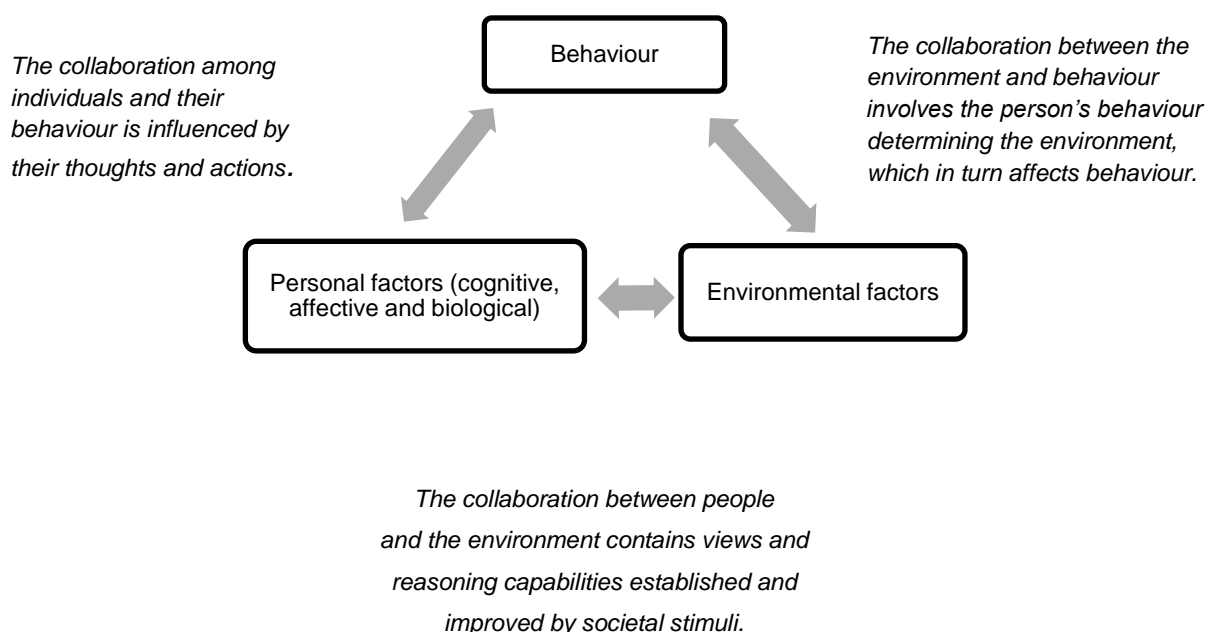 Behaviour
The collaboration among
individuals and their
behaviour is influenced by
their thoughts and actions.
The collaboration between the
environment and behaviour
involves the person’s behaviour
determining the environment,
which in turn affects behaviour.
Personal factors (cognitive,
affective and biological)
Environmental factors
The collaboration between people
and the environment contains views and
reasoning capabilities established and
improved by societal stimuli.